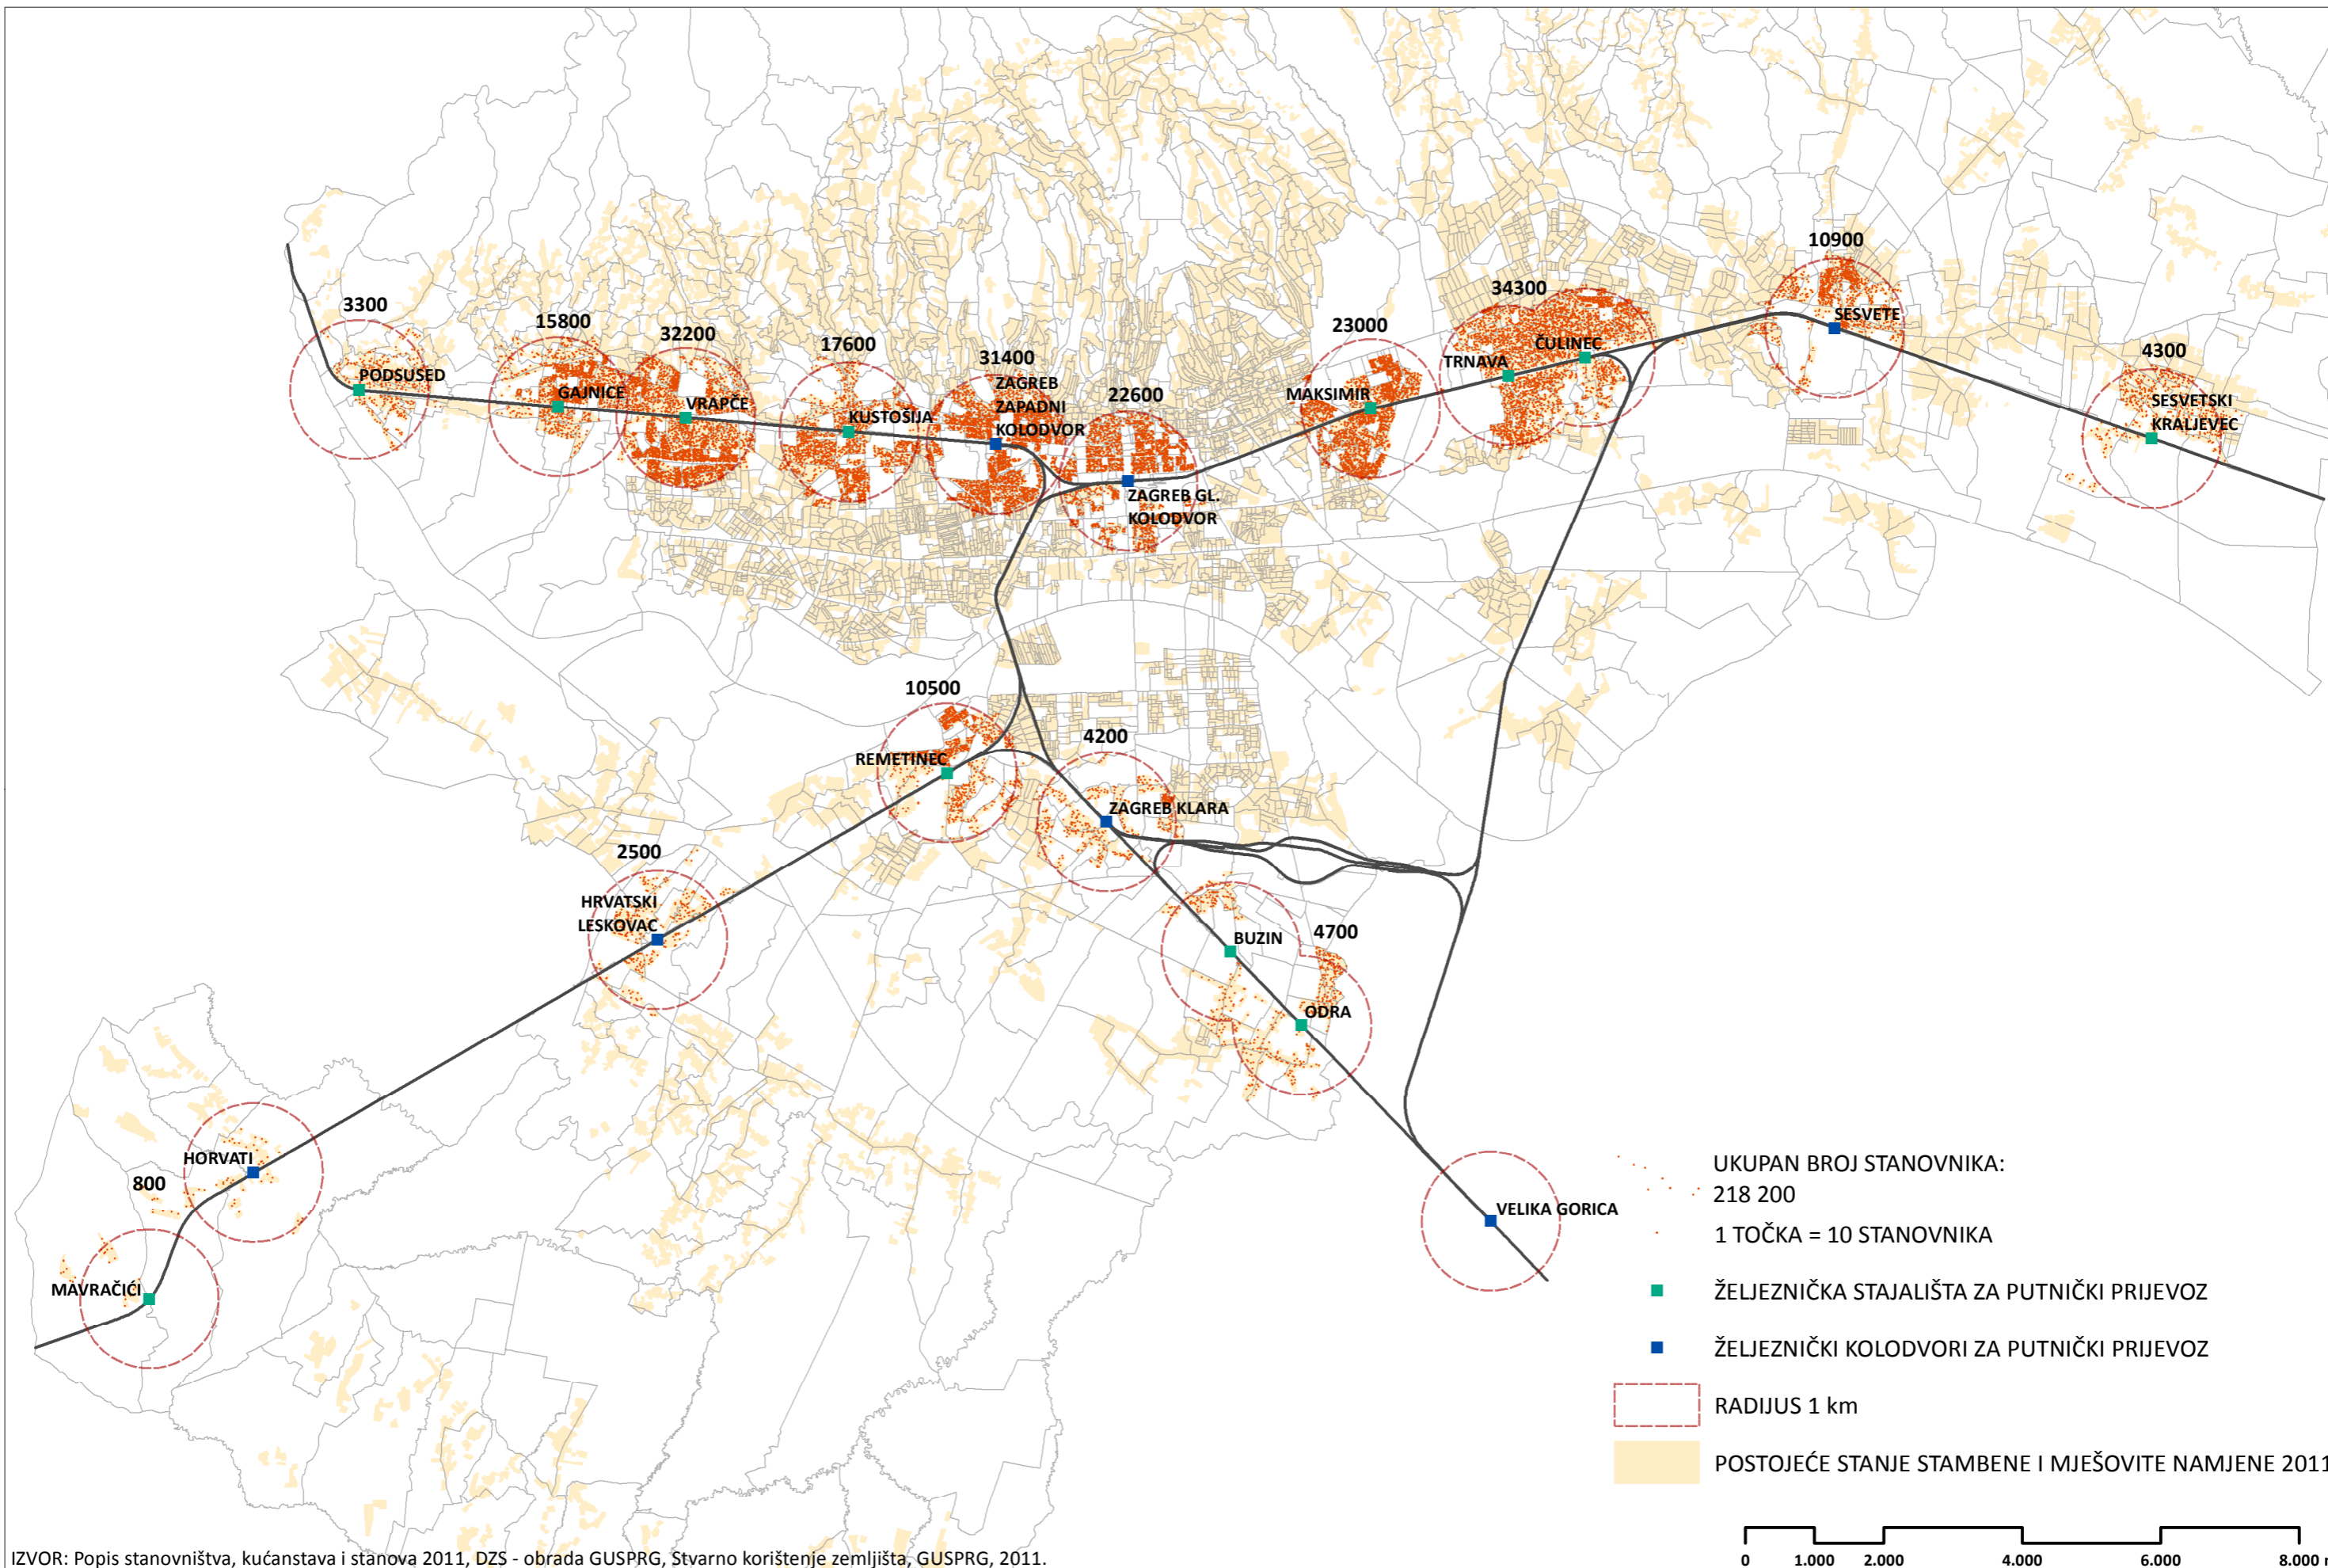 10900
3300
34300
15800
SESVETE
32200
23000
17600
ČULINEC
31400
4300
TRNAVA
PODSUSED
ZAGREB
ZAPADNI
KOLODVOR
GAJNICE
MAKSIMIR
22600
VRAPČE
SESVETSKI
KRALJEVEC
KUSTOŠIJA
ZAGREB GL.
KOLODVOR
10500
4200
REMETINEC
ZAGREB KLARA
2500
HRVATSKI
LESKOVAC
4700
BUZIN
ODRA
HORVATI
800
VELIKA GORICA
MAVRAČIĆI
UKUPAN BROJ STANOVNIKA:
218 200
1 TOČKA = 10 STANOVNIKA
ŽELJEZNIČKA STAJALIŠTA ZA PUTNIČKI PRIJEVOZ
ŽELJEZNIČKI KOLODVORI ZA PUTNIČKI PRIJEVOZ
RADIJUS 1 km
POSTOJEĆE STANJE STAMBENE I MJEŠOVITE NAMJENE 2011
0 1.000 2.000 4.000 6.000 8.000
IZVOR: Popis stanovništva, kućanstava i stanova 2011, DZS - obrada GUSPRG, Stvarno korištenje zemljišta, GUSPRG, 2011.